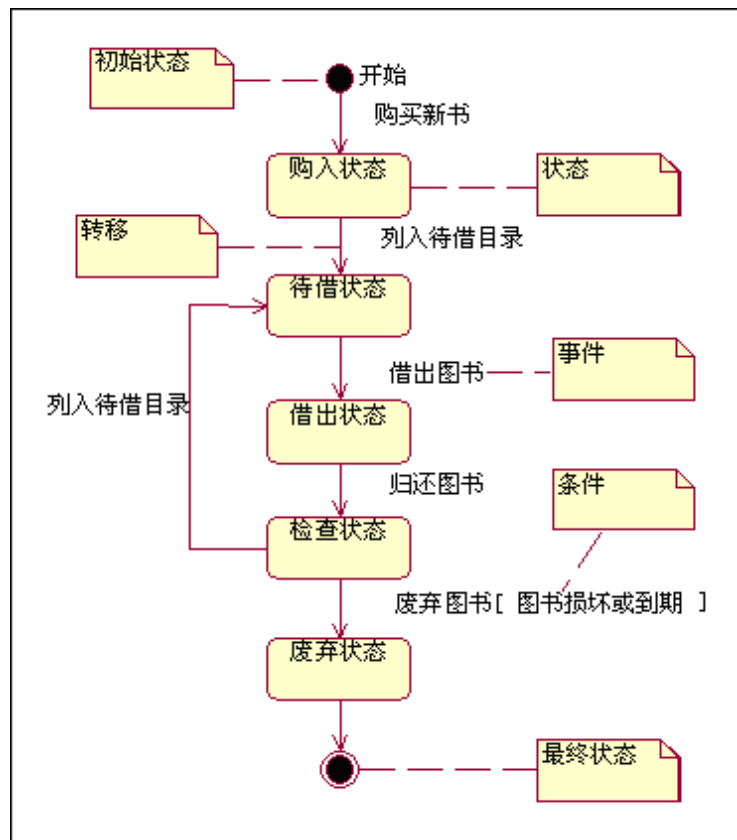 初始状态
开始
购买新书
购入状态
状态
转移
列入待借目录
待借状态
借出图书
事件
列入待借目录
借出状态
归还图书
条件
检查状态
废弃图书[ 图书损坏或到期 ]
废弃状态
最终状态